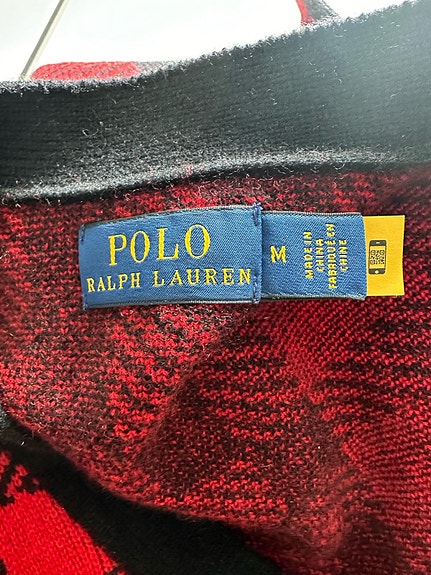 POLO
RALPH LAUREN
M
MADE IN
CHINA
FABRIQUÉ EN
CHINE